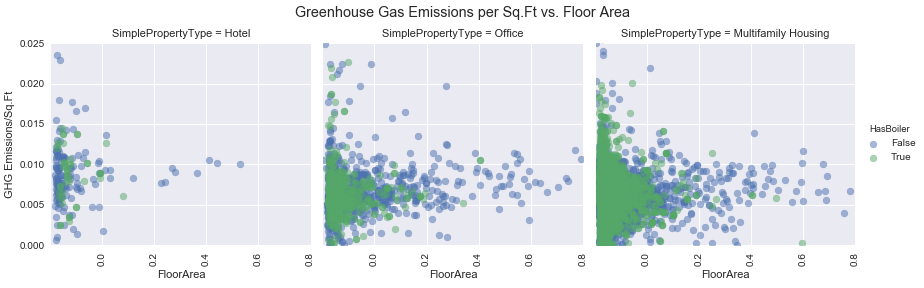 Greenhouse Gas Emissions per Sq.Ft vs. Floor Area
SimplePropertyType = Hotel
SimplePropertyType = Office
SimplePropertyType = Multifamily Housing
GHG Emissions/Sq.Ft
0.025
0.020
0.015
0.010
0.005
0.000
0.0 0.2 0.4 0.6 0.8
0.0 0.2 0.4 0.6 0.8
0.0 0.2 0.4 0.6 0.8
FloorArea
FloorArea
FloorArea
HasBoiler
False
True